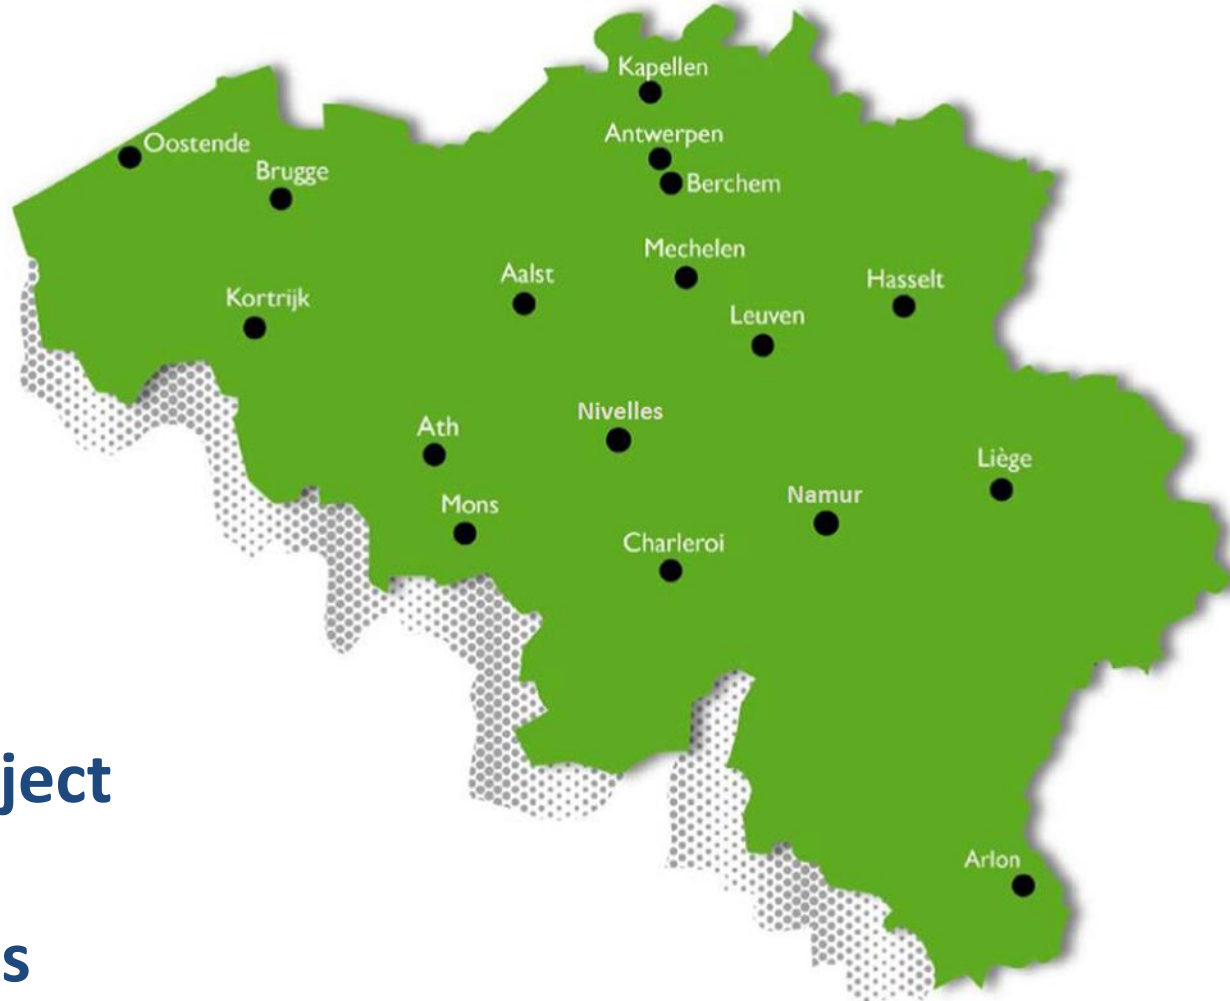 Kapellen
Antwerpen
Oostende
Brugge
Berchem
Mechelen
Aalst
Hasselt
Kortrijk
Leuven
Nivelles
Ath
Liège
Namur
Mons
Charleroi
ject
Arlon
s